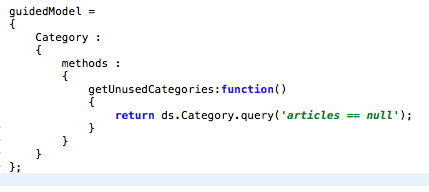 guidedModel =
{
    Category :
    {
        methods :
        {
            getUnusedCategories:function()
            {
                return ds.Category.query('articles == null');
            }
        }
    }
};